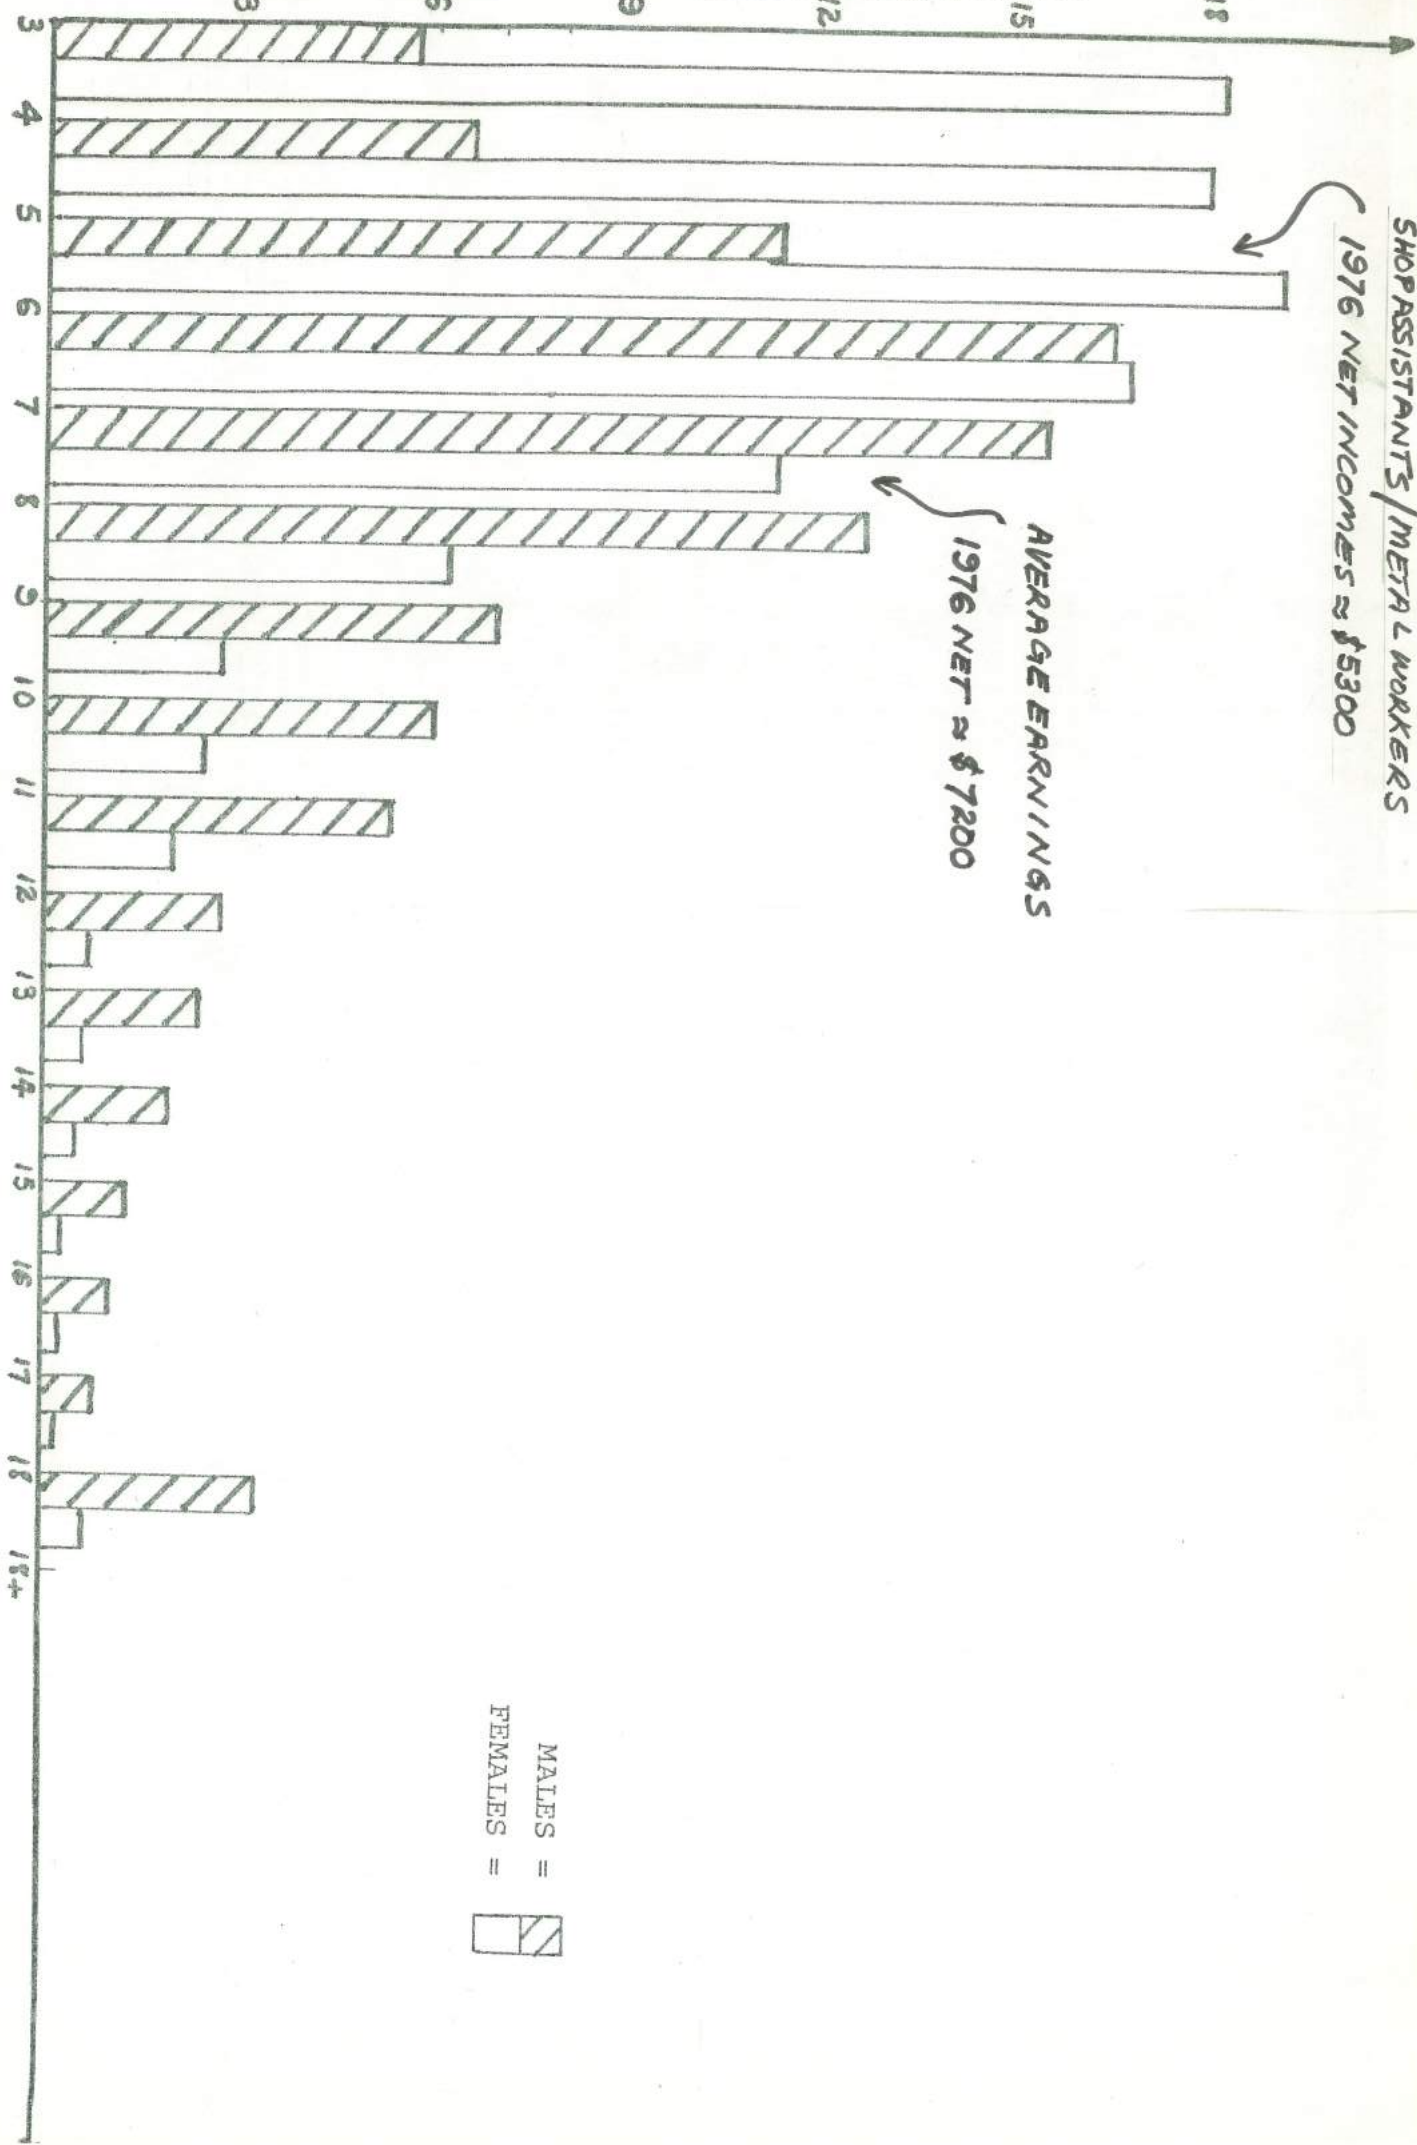 SHOPASSISTANTS/METAL WORKERS
1976 NET INCOMES ≈ $5300
AVERAGE EARNINGS
1976 NET ≈ $7200
18
15
12
9
6
3
3 4 5 6 7 8 9 10 11 12 13 14 15 16 17 18 18+
MALES =
FEMALES =